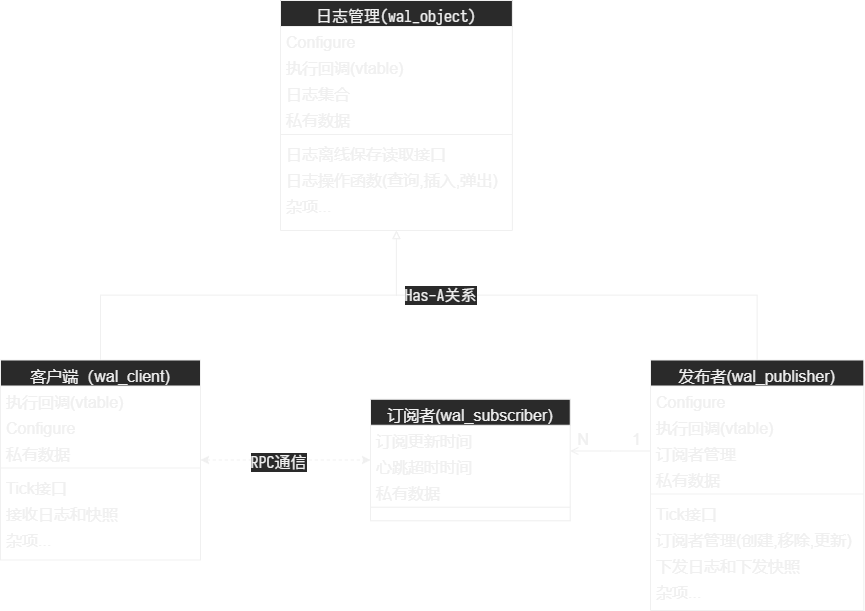 日志管理(wal_object)
Configure
执行回调(vtable)
日志集合
私有数据
日志离线保存读取接口
日志操作函数(查询,插入,弹出)
杂项...
Has-A关系
客户端（wal_client)
执行回调(vtable)
Configure
私有数据
Tick接口
接收日志和快照
杂项...
RPC通信
订阅者(wal_subscriber)
订阅更新时间
心跳超时时间
私有数据
N
1
发布者(wal_publisher)
Configure
执行回调(vtable)
订阅者管理
私有数据
Tick接口
订阅者管理(创建,移除,更新)
下发日志和下发快照
杂项...